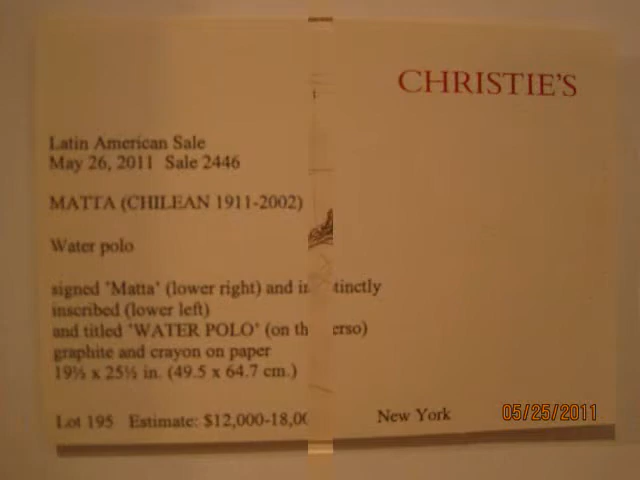 CHRISTIE'S
Latin American Sale
May 26, 2011 Sale 2446
MATTA (CHILEAN 1911-2002)
Water polo
signed "Matta" (lower right) and in tinctly
inscribed (lower left)
and titled "WATER POLO" (on th erso)
graphite and crayon on paper
19½ x 25½ in. (49.5 x 64.7 cm.)
Lot 195 Estimate: $12,000-18,00 New York
05/25/2011